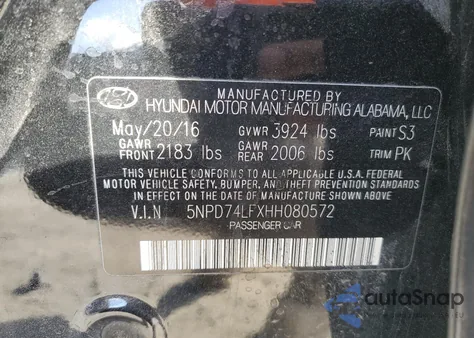 MANUFACTURED BY
HYUNDAI MOTOR MANUFACTURING ALABAMA, LLC
May/20/16 GVWR 3924 lbs PAINT S3
GAWR FRONT 2183 lbs GAWR REAR 2006 lbs TRIM PK
THIS VEHICLE CONFORMS TO ALL APPLICABLE U.S.A. FEDERAL
MOTOR VEHICLE SAFETY, BUMPER, AND THEFT PREVENTION STANDARDS
IN EFFECT ON THE DATE OF MANUFACTURE SHOWN ABOVE.
V.I.N 5NPD74LFXHH080572
PASSENGER CAR
autoSnap